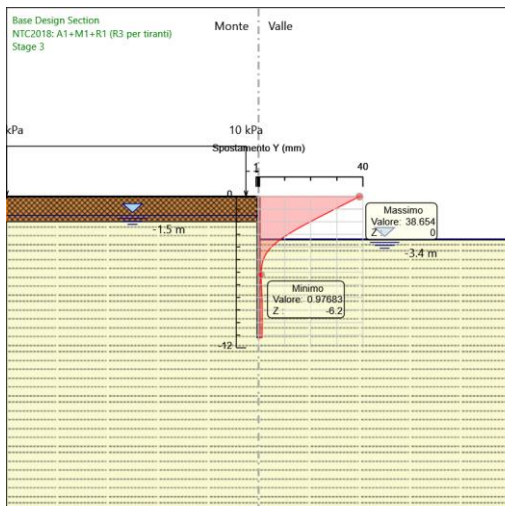 Base Design Section
NTC2018: A1+M1+R1 (R3 per tiranti)
Stage 3
Monte
Valle
kPa
10 kPa
Spostamento Y (mm)
1
40
0
Massimo
Valore: 38.654
Z 0
-1.5 m
-3.4 m
Minimo
Valore: 0.97683
Z : -6.2
-12